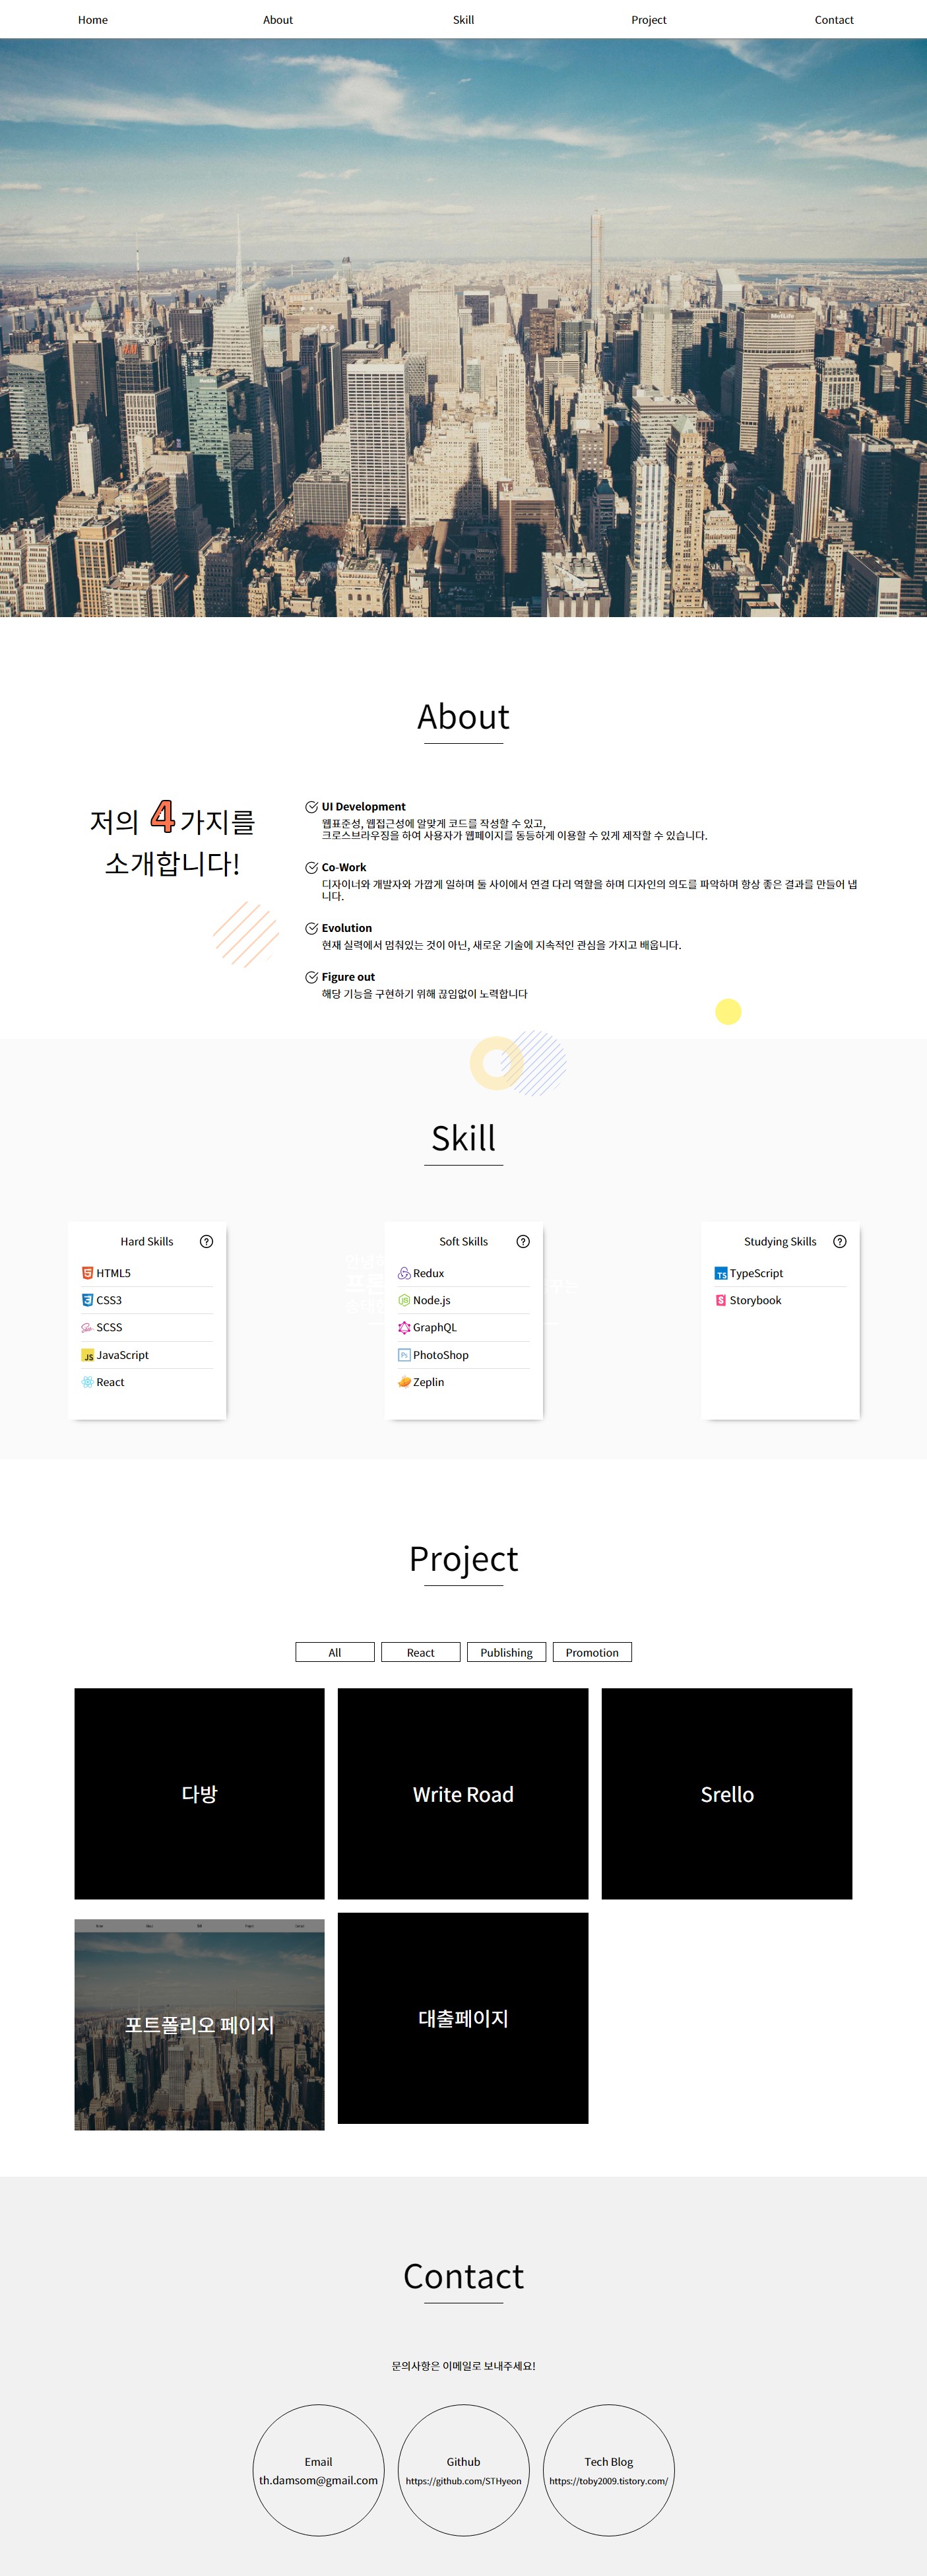 Home
About
Skill
Project
Contact
MetLife
About
저의 4 가지를
소개합니다!
UI Development
웹표준성, 웹접근성에 알맞게 코드를 작성할 수 있고,
크로스브라우징을 하여 사용자가 웹페이지를 동등하게 이용할 수 있게 제작할 수 있습니다.
Co-Work
디자이너와 개발자와 가깝게 일하며 둘 사이에서 연결 다리 역할을 하며 디자인의 의도를 파악하며 항상 좋은 결과를 만들어 냅
니다.
Evolution
현재 실력에서 멈춰있는 것이 아닌, 새로운 기술에 지속적인 관심을 가지고 배웁니다.
Figure out
해당 기능을 구현하기 위해 끊임없이 노력합니다
Skill
Hard Skills
HTML5
CSS3
SCSS
JavaScript
React
Soft Skills
Redux
Node.js
GraphQL
PhotoShop
Zeplin
Studying Skills
TypeScript
Storybook
Project
All
React
Publishing
Promotion
다방
Write Road
Srello
포트폴리오 페이지
대출페이지
Contact
문의사항은 이메일로 보내주세요!
Email
th.damsom@gmail.com
Github
https://github.com/STHyeon
Tech Blog
https://toby2009.tistory.com/